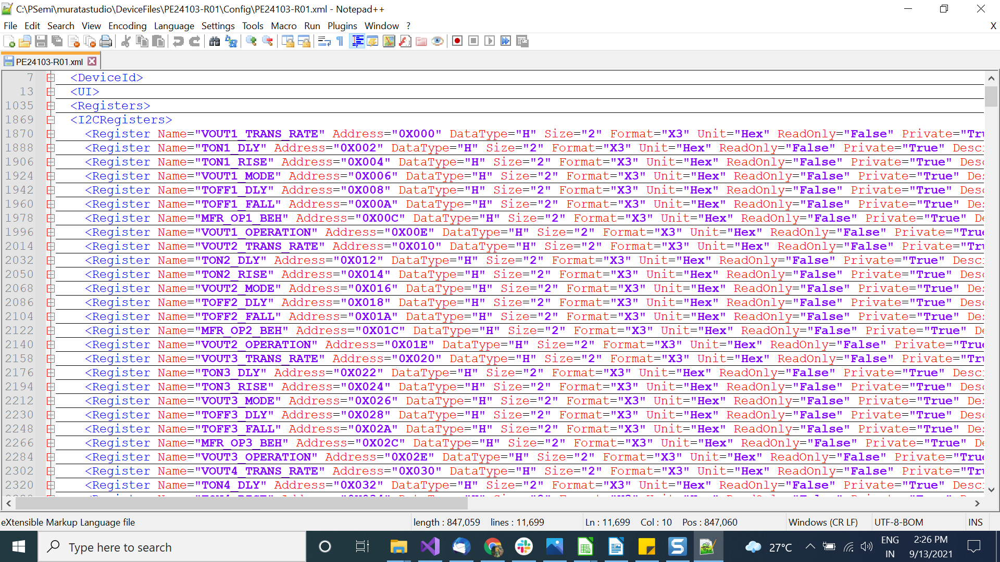 C:\PSemi\muratastudio\DeviceFiles\PE24103-R01\Config\PE24103-R01.xml - Notepad++
File Edit Search View Encoding Language Settings Tools Macro Run Plugins Window ? X
PE24103-R01.xml
7 <DeviceId>
13 <UI>
1035 <Registers>
1869 <I2CRegisters>
1870 <Register Name="VOUT1_TRANS_RATE" Address="0X000" DataType="H" Size="2" Format="X3" Unit="Hex" ReadOnly="False" Private="Tru
1888 <Register Name="TON1_DLY" Address="0X002" DataType="H" Size="2" Format="X3" Unit="Hex" ReadOnly="False" Private="True" Descr
1906 <Register Name="TON1_RISE" Address="0X004" DataType="H" Size="2" Format="X3" Unit="Hex" ReadOnly="False" Private="True" Desc
1924 <Register Name="VOUT1_MODE" Address="0X006" DataType="H" Size="2" Format="X3" Unit="Hex" ReadOnly="False" Private="True" Des
1942 <Register Name="TOFF1_DLY" Address="0X008" DataType="H" Size="2" Format="X3" Unit="Hex" ReadOnly="False" Private="True" Desc
1960 <Register Name="TOFF1_FALL" Address="0X00A" DataType="H" Size="2" Format="X3" Unit="Hex" ReadOnly="False" Private="True" Des
1978 <Register Name="MFR_OP1_BEH" Address="0X00C" DataType="H" Size="2" Format="X3" Unit="Hex" ReadOnly="False" Private="True" De
1996 <Register Name="VOUT1_OPERATION" Address="0X00E" DataType="H" Size="2" Format="X3" Unit="Hex" ReadOnly="False" Private="True
2014 <Register Name="VOUT2_TRANS_RATE" Address="0X010" DataType="H" Size="2" Format="X3" Unit="Hex" ReadOnly="False" Private="Tru
2032 <Register Name="TON2_DLY" Address="0X012" DataType="H" Size="2" Format="X3" Unit="Hex" ReadOnly="False" Private="True" Descr
2050 <Register Name="TON2_RISE" Address="0X014" DataType="H" Size="2" Format="X3" Unit="Hex" ReadOnly="False" Private="True" Desc
2068 <Register Name="VOUT2_MODE" Address="0X016" DataType="H" Size="2" Format="X3" Unit="Hex" ReadOnly="False" Private="True" Des
2086 <Register Name="TOFF2_DLY" Address="0X018" DataType="H" Size="2" Format="X3" Unit="Hex" ReadOnly="False" Private="True" Desc
2104 <Register Name="TOFF2_FALL" Address="0X01A" DataType="H" Size="2" Format="X3" Unit="Hex" ReadOnly="False" Private="True" Des
2122 <Register Name="MFR_OP2_BEH" Address="0X01C" DataType="H" Size="2" Format="X3" Unit="Hex" ReadOnly="False" Private="True" De
2140 <Register Name="VOUT2_OPERATION" Address="0X01E" DataType="H" Size="2" Format="X3" Unit="Hex" ReadOnly="False" Private="True
2158 <Register Name="VOUT3_TRANS_RATE" Address="0X020" DataType="H" Size="2" Format="X3" Unit="Hex" ReadOnly="False" Private="Tru
2176 <Register Name="TON3_DLY" Address="0X022" DataType="H" Size="2" Format="X3" Unit="Hex" ReadOnly="False" Private="True" Descr
2194 <Register Name="TON3_RISE" Address="0X024" DataType="H" Size="2" Format="X3" Unit="Hex" ReadOnly="False" Private="True" Desc
2212 <Register Name="VOUT3_MODE" Address="0X026" DataType="H" Size="2" Format="X3" Unit="Hex" ReadOnly="False" Private="True" Des
2230 <Register Name="TOFF3_DLY" Address="0X028" DataType="H" Size="2" Format="X3" Unit="Hex" ReadOnly="False" Private="True" Desc
2248 <Register Name="TOFF3_FALL" Address="0X02A" DataType="H" Size="2" Format="X3" Unit="Hex" ReadOnly="False" Private="True" Des
2266 <Register Name="MFR_OP3_BEH" Address="0X02C" DataType="H" Size="2" Format="X3" Unit="Hex" ReadOnly="False" Private="True" De
2284 <Register Name="VOUT3_OPERATION" Address="0X02E" DataType="H" Size="2" Format="X3" Unit="Hex" ReadOnly="False" Private="True
2302 <Register Name="VOUT4_TRANS_RATE" Address="0X030" DataType="H" Size="2" Format="X3" Unit="Hex" ReadOnly="False" Private="Tru
2320 <Register Name="TON4_DLY" Address="0X032" DataType="H" Size="2" Format="X3" Unit="Hex" ReadOnly="False" Private="True" Descr
eXtensible Markup Language file length : 847,059 lines : 11,699 Ln : 11,699 Col : 10 Pos : 847,060 Windows (CR LF) UTF-8-BOM INS
Type here to search
27°C
ENG
IN
2:26 PM
9/13/2021